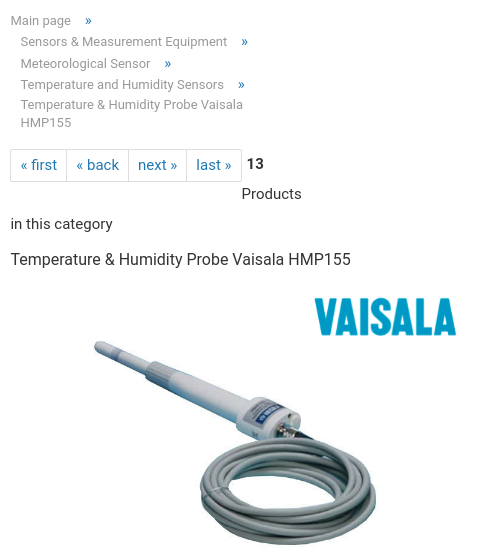 Main page »
Sensors & Measurement Equipment »
Meteorological Sensor »
Temperature and Humidity Sensors »
Temperature & Humidity Probe Vaisala
HMP155
« first « back next » last » 13
Products
in this category
Temperature & Humidity Probe Vaisala HMP155
VAISALA